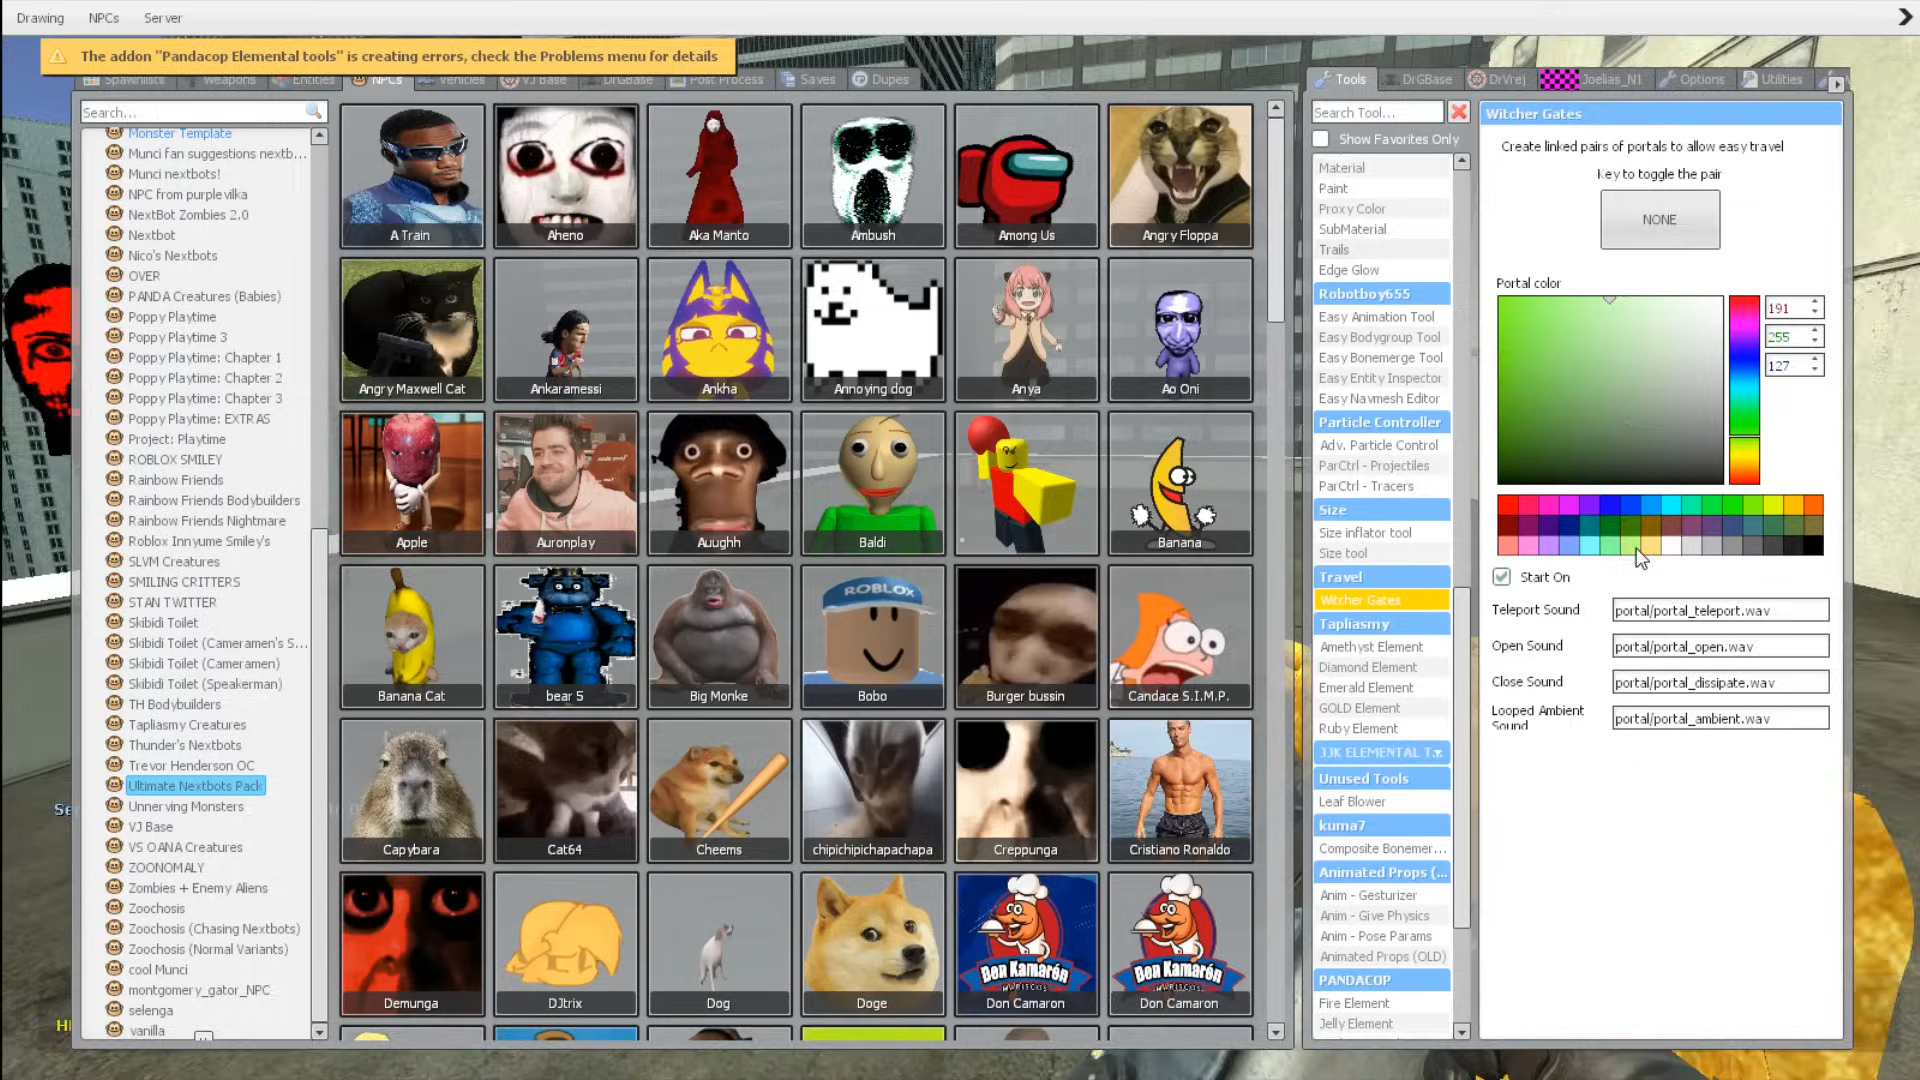 Drawing NPCs Server
The addon "Pandacop Elemental tools" is creating errors, check the Problems menu for details
Spawnlists Weapons Entities NPCs Vehicles VJ Base DrGBase Post Process Saves Dupes
Tools DrGBase DrVrej Joelias_N1 Options Utilities
Search...
Monster Template
Munci fan suggestions nextb...
Munci nextbots!
NPC from purplevilka
NextBot Zombies 2.0
Nextbot
Nico's Nextbots
OVER
PANDA Creatures (Babies)
Poppy Playtime
Poppy Playtime 3
Poppy Playtime: Chapter 1
Poppy Playtime: Chapter 2
Poppy Playtime: Chapter 3
Poppy Playtime: EXTRAS
Project: Playtime
ROBLOX SMILEY
Rainbow Friends
Rainbow Friends Bodybuilders
Rainbow Friends Nightmare
Roblox Innyume Smiley's
SLVM Creatures
SMILING CRITTERS
STAN TWITTER
Skibidi Toilet
Skibidi Toilet (Cameramen's S...
Skibidi Toilet (Cameramen)
Skibidi Toilet (Speakerman)
TH Bodybuilders
Tapliasmy Creatures
Thunder's Nextbots
Trevor Henderson OC
Ultimate Nextbots Pack
Unnerving Monsters
VJ Base
VS OANA Creatures
ZOONOMALY
Zombies + Enemy Aliens
Zoochosis
Zoochosis (Chasing Nextbots)
Zoochosis (Normal Variants)
cool Munci
montgomery_gator_NPC
selenga
vanilla
A Train Aheno Aka Manto Ambush Among Us Angry Floppa
Angry Maxwell Cat Ankaramessi Ankha Annoying dog Anya Ao Oni
Apple Auronplay Auughh Baldi Banana
ROBLOX
Banana Cat bear 5 Big Monke Bobo Burger bussin Candace S.I.M.P.
Capybara Cat64 Cheems chipichipichapachapa Creppunga Cristiano Ronaldo
Don Kamarón
MARISCOS
Don Kamarón
MARISCOS
Demunga DJtrix Dog Doge Don Camaron Don Camaron
Search Tool...
Show Favorites Only
Material
Paint
Proxy Color
SubMaterial
Trails
Edge Glow
Robotboy655
Easy Animation Tool
Easy Bodygroup Tool
Easy Bonemerge Tool
Easy Entity Inspector
Easy Navmesh Editor
Particle Controller
Adv. Particle Control
ParCtrl - Projectiles
ParCtrl - Tracers
Size
Size inflator tool
Size tool
Travel
Witcher Gates
Tapliasmy
Amethyst Element
Diamond Element
Emerald Element
GOLD Element
Ruby Element
JJK ELEMENTAL T...
Unused Tools
Leaf Blower
kuma7
Composite Bonemer...
Animated Props (...
Anim - Gesturizer
Anim - Give Physics
Anim - Pose Params
Animated Props (OLD)
PANDACOP
Fire Element
Jelly Element
Witcher Gates
Create linked pairs of portals to allow easy travel
Key to toggle the pair
NONE
Portal color
191
255
127
Start On
Teleport Sound portal/portal_teleport.wav
Open Sound portal/portal_open.wav
Close Sound portal/portal_dissipate.wav
Looped Ambient
Sound portal/portal_ambient.wav